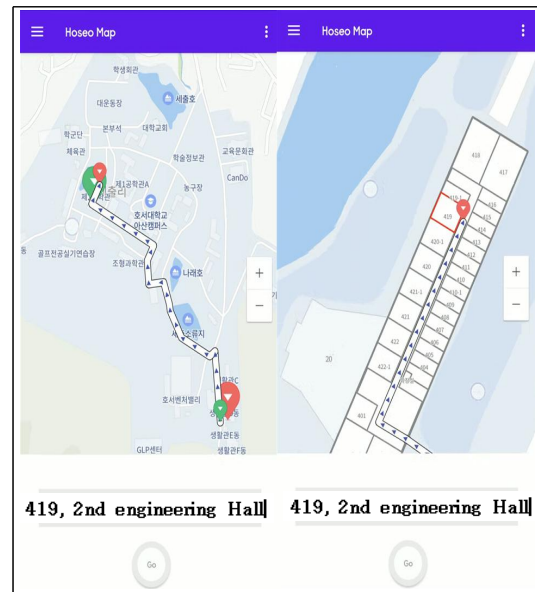 Hoseo Map
학생회관
세출호
대운동장
학군단
본부석
대학교회
체육관
학술정보관
교육문화관
CanDo
제1공학관A
농구장
호서대학교
아산캠퍼스
골프전공실기연습장
조형과학관
나래호
호서벤처밸리
생활관E동
GLP센터
생활관F동
+
−
419, 2nd engineering Hall
Go
Hoseo Map
418
417
416
419
415
414
420-1
413
412
420
411
410
421-1
409
408
421
407
406
422
405
404
422-1
20
401
+
−
419, 2nd engineering Hall
Go